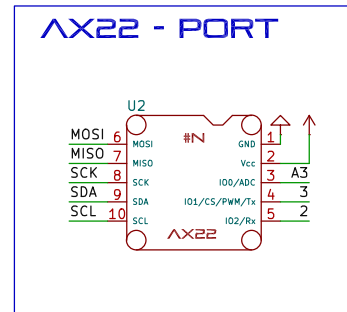 AX22 - PORT
U2
#N
MOSI 6 MOSI GND 1
MISO 7 MISO Vcc 2
SCK 8 SCK IO0/ADC 3 A3
SDA 9 SDA IO1/CS/PWM/Tx 4 3
SCL 10 SCL IO2/Rx 5 2
AX22